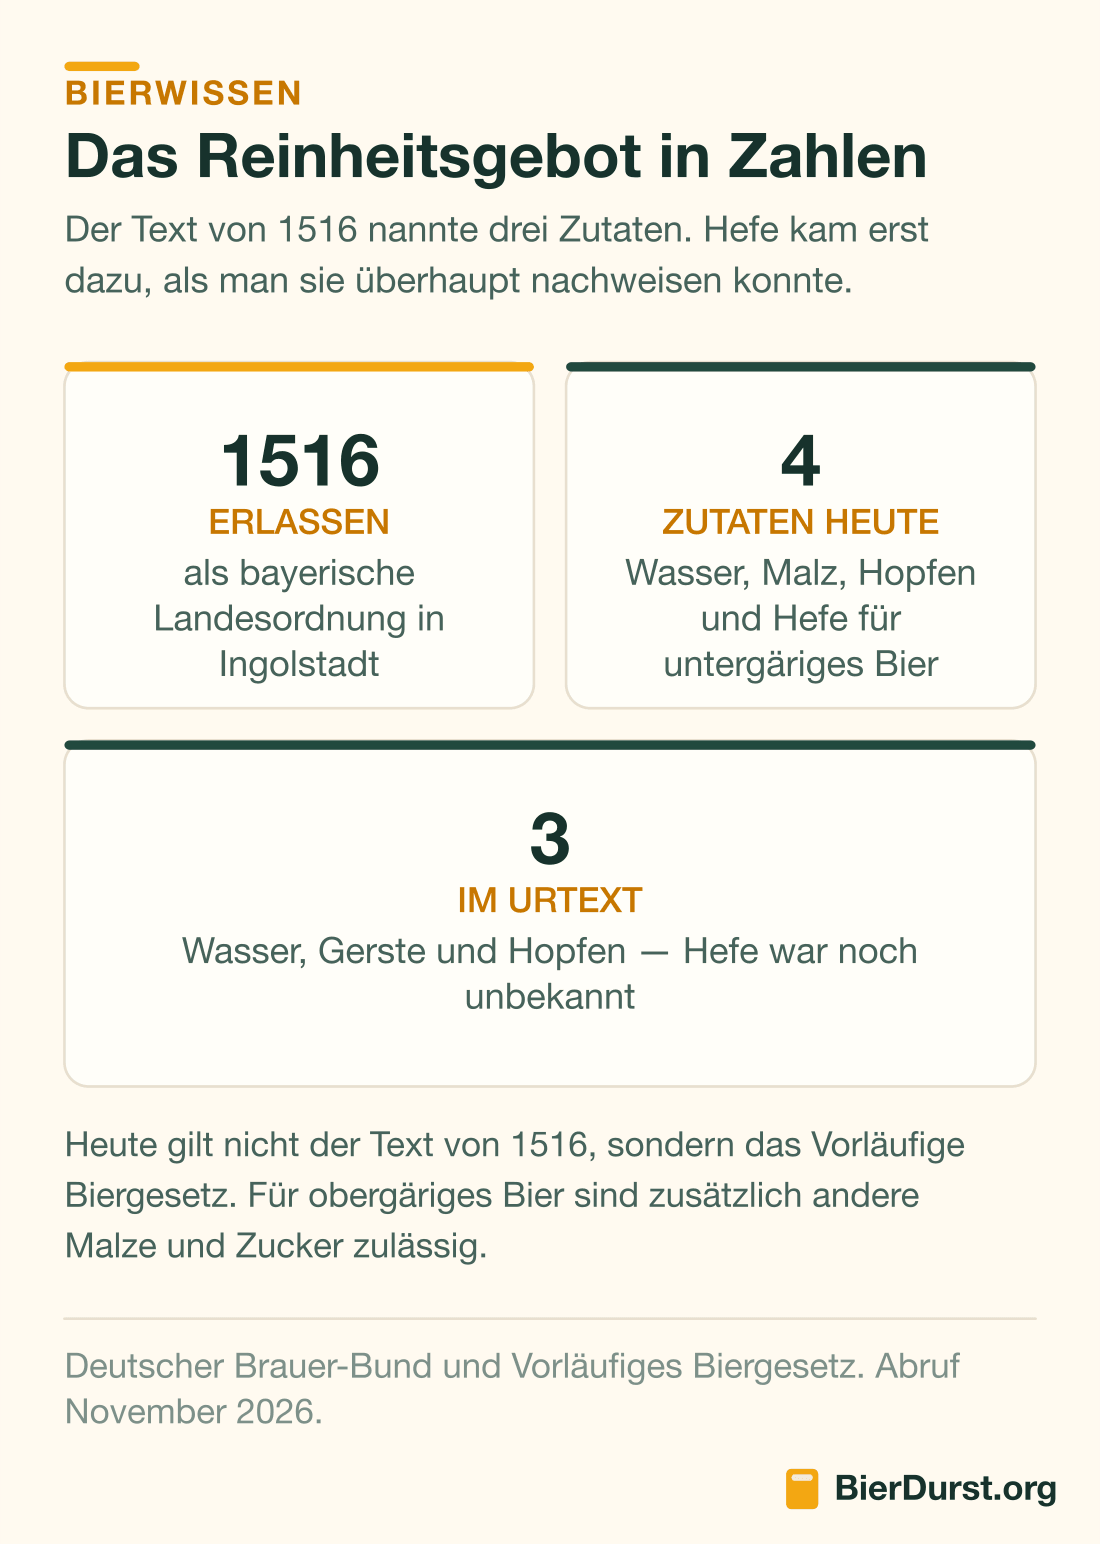 BIERWISSEN
Das Reinheitsgebot in Zahlen
Der Text von 1516 nannte drei Zutaten. Hefe kam erst
dazu, als man sie überhaupt nachweisen konnte.
1516
ERLASSEN
als bayerische
Landesordnung in
Ingolstadt
4
ZUTATEN HEUTE
Wasser, Malz, Hopfen
und Hefe für
untergäriges Bier
3
IM URTEXT
Wasser, Gerste und Hopfen — Hefe war noch
unbekannt
Heute gilt nicht der Text von 1516, sondern das Vorläufige
Biergesetz. Für obergäriges Bier sind zusätzlich andere
Malze und Zucker zulässig.
Deutscher Brauer-Bund und Vorläufiges Biergesetz. Abruf
November 2026.
BierDurst.org